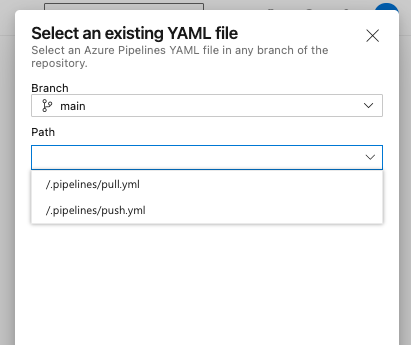 Select an existing YAML file
Select an Azure Pipelines YAML file in any branch of the
repository.
Branch
main
Path
/.pipelines/pull.yml
/.pipelines/push.yml